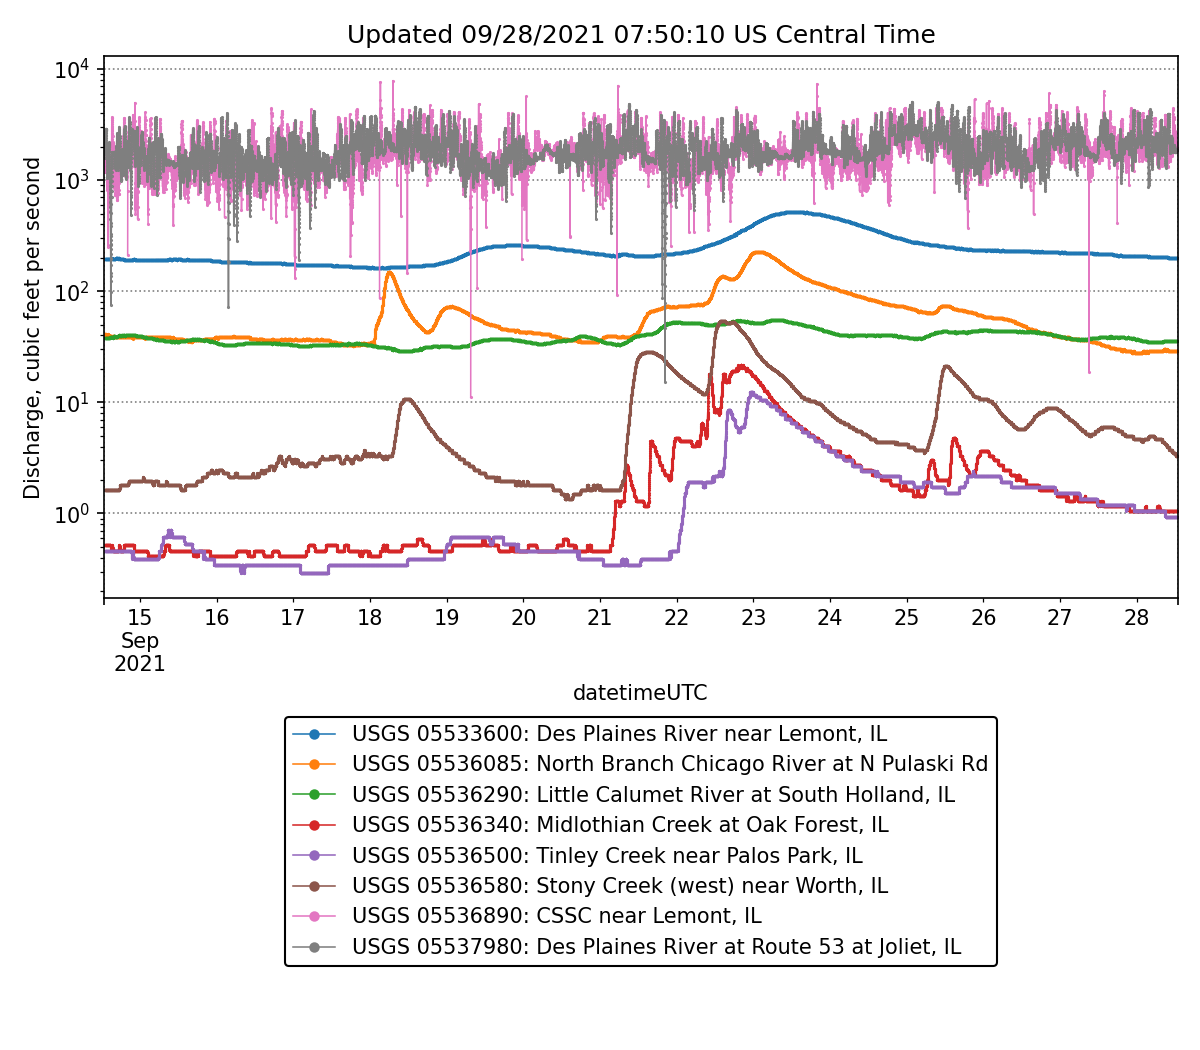 Updated 09/28/2021 07:50:10 US Central Time
Discharge, cubic feet per second
10^4
10^3
10^2
10^1
10^0
15 16 17 18 19 20 21 22 23 24 25 26 27 28
Sep
2021
datetimeUTC
USGS 05533600: Des Plaines River near Lemont, IL
USGS 05536085: North Branch Chicago River at N Pulaski Rd
USGS 05536290: Little Calumet River at South Holland, IL
USGS 05536340: Midlothian Creek at Oak Forest, IL
USGS 05536500: Tinley Creek near Palos Park, IL
USGS 05536580: Stony Creek (west) near Worth, IL
USGS 05536890: CSSC near Lemont, IL
USGS 05537980: Des Plaines River at Route 53 at Joliet, IL